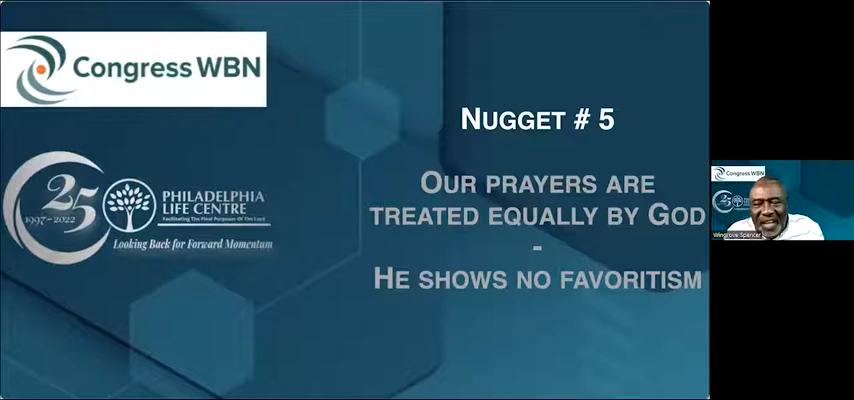 Congress WBN
25
1997-2022
PHILADELPHIA
LIFE CENTRE
Facilitating The Final Purposes Of The Lord
Looking Back for Forward Momentum
NUGGET # 5
OUR PRAYERS ARE
TREATED EQUALLY BY GOD
-
HE SHOWS NO FAVORITISM
Congress WBN
25
Wingrove Spencer